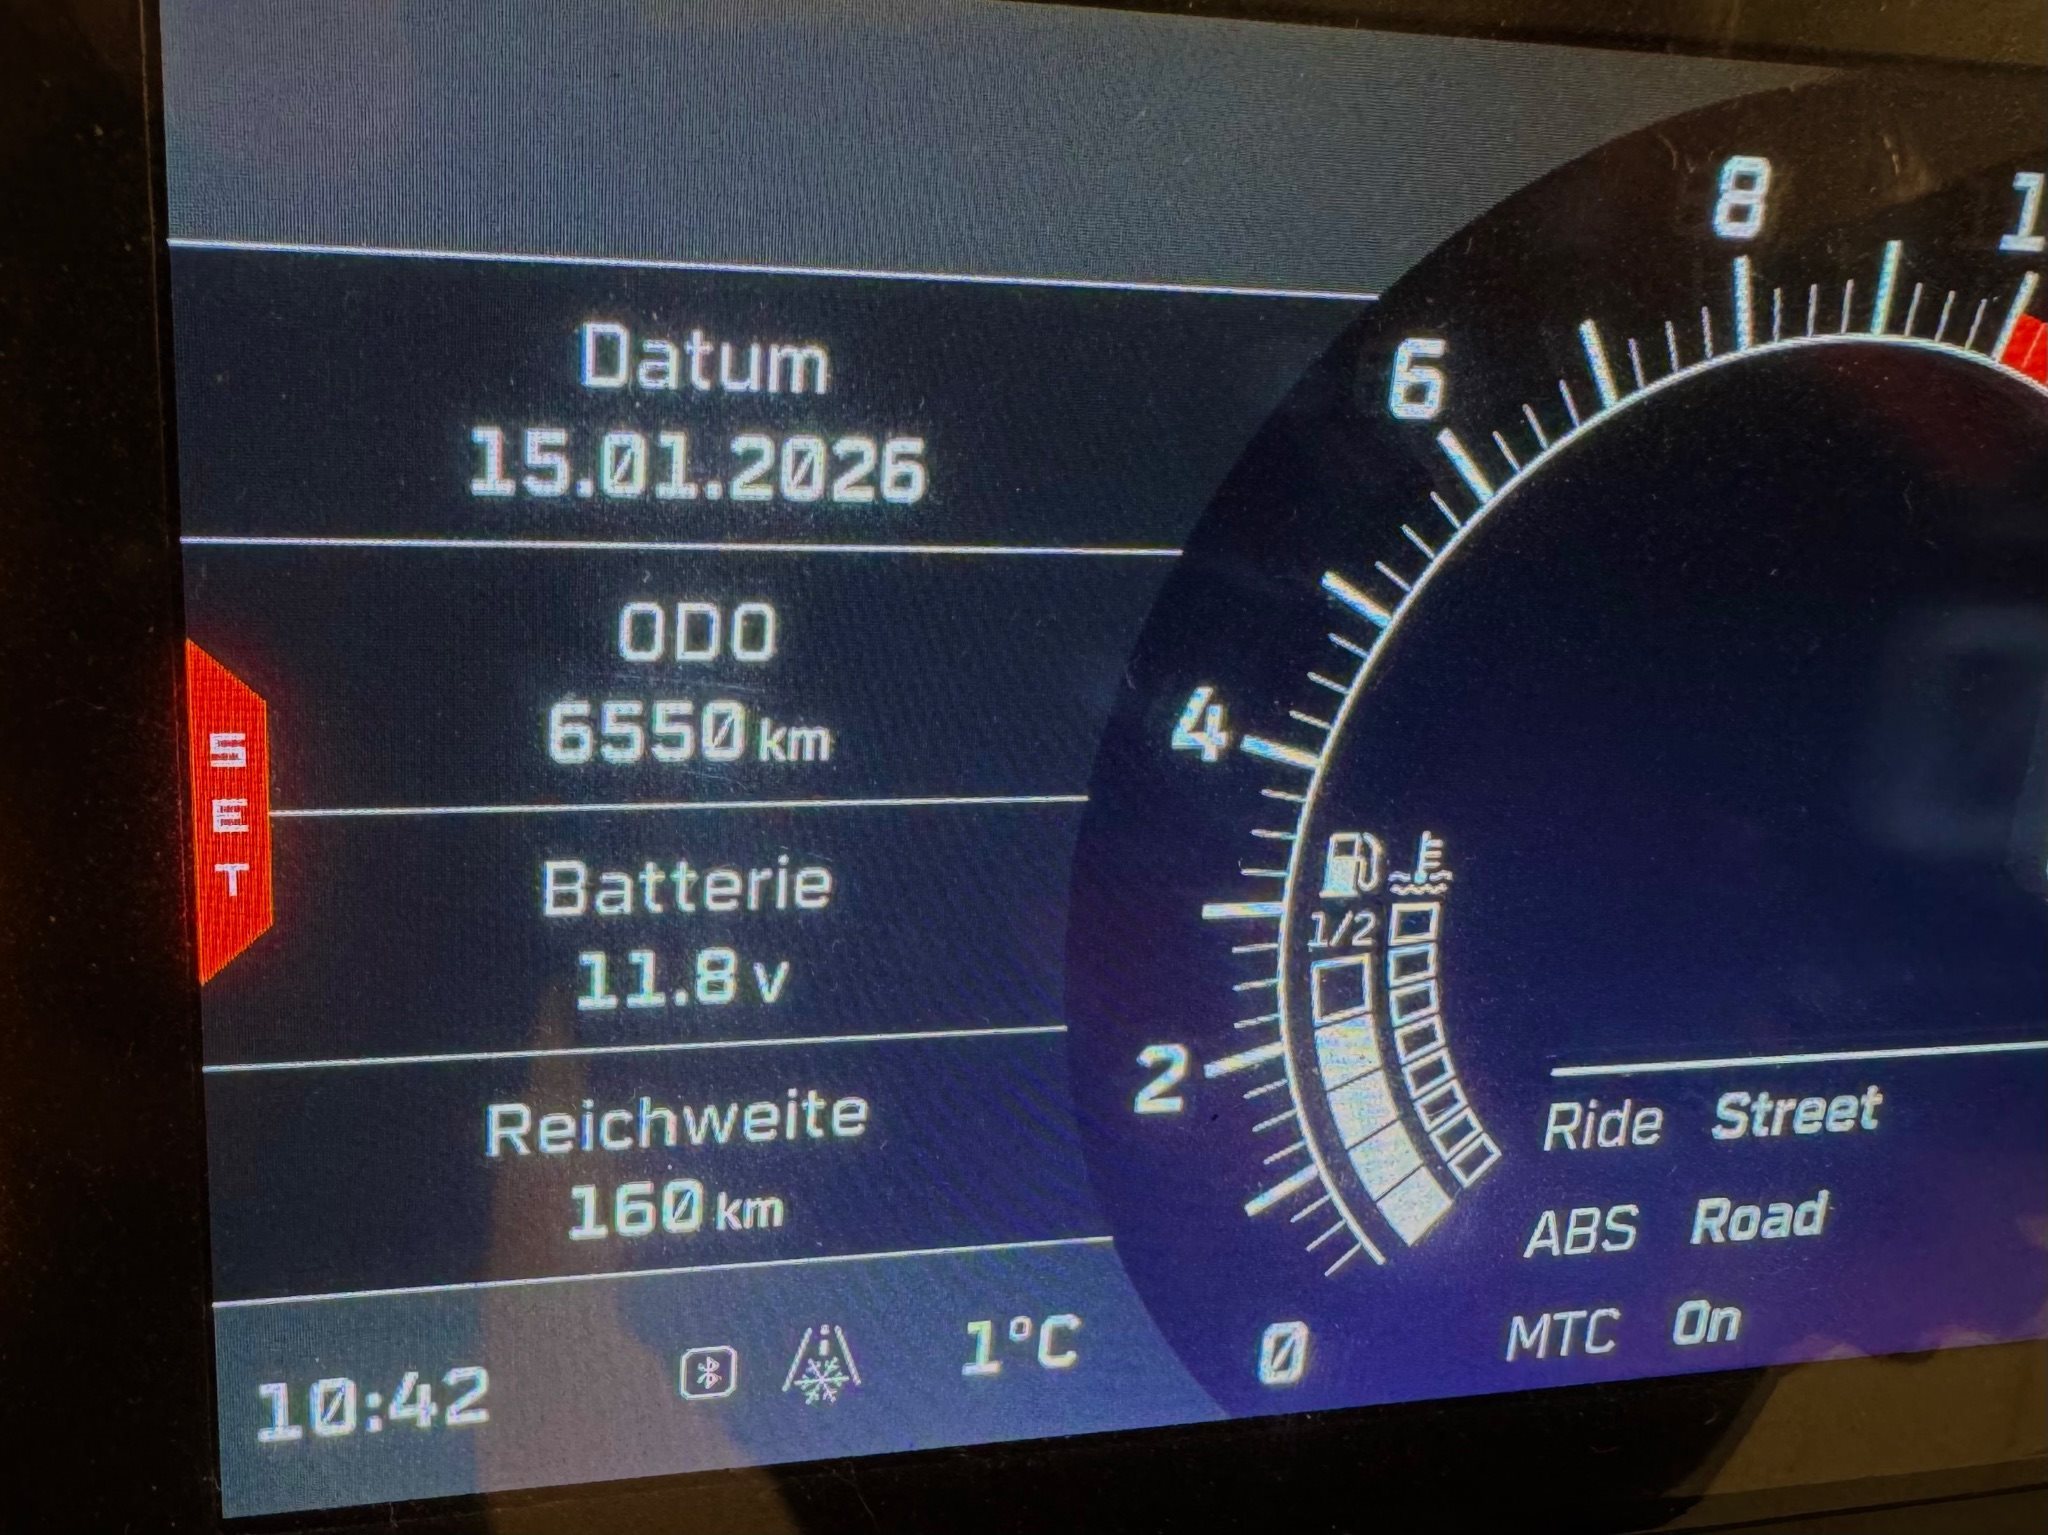 Datum
15.01.2026
ODO
6550 km
Batterie
11.8 V
Reichweite
160 km
SET
10:42
1°C
0
2
4
6
8
1
1/2
Ride Street
ABS Road
MTC On